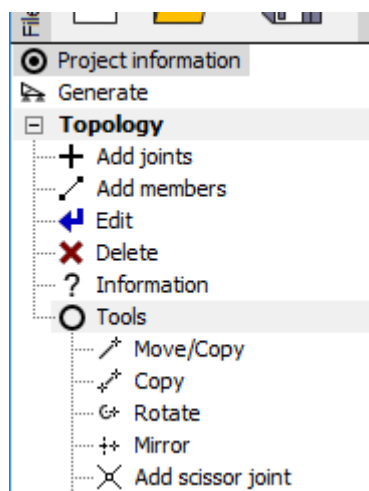 File
Project information
Generate
Topology
Add joints
Add members
Edit
Delete
? Information
Tools
Move/Copy
Copy
Rotate
Mirror
Add scissor joint